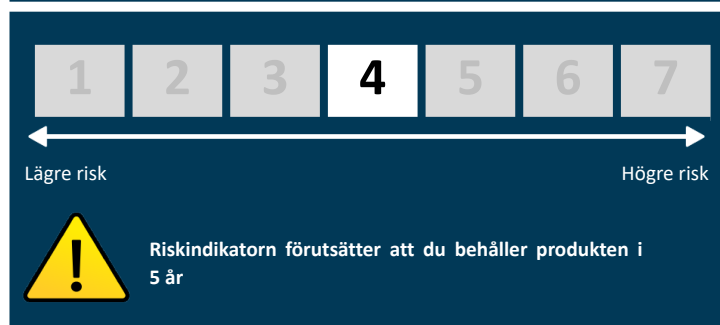 1 2 3 4 5 6 7
Lägre risk Högre risk
Riskindikatorn förutsätter att du behåller produkten i
5 år